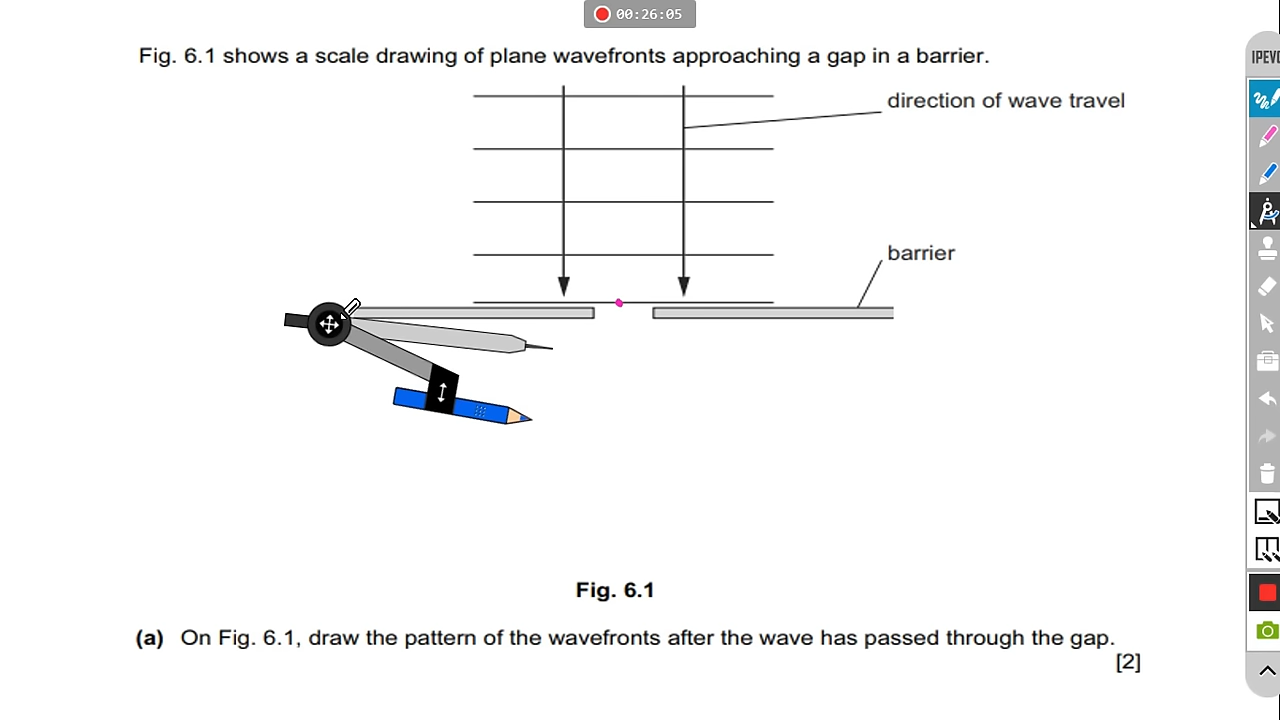 00:26:05
Fig. 6.1 shows a scale drawing of plane wavefronts approaching a gap in a barrier.
direction of wave travel
barrier
Fig. 6.1
(a) On Fig. 6.1, draw the pattern of the wavefronts after the wave has passed through the gap.
[2]